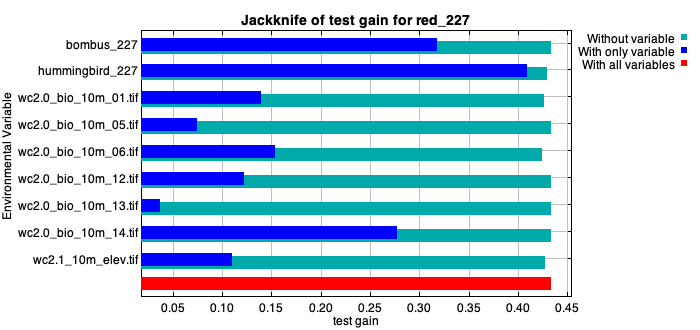 Jackknife of test gain for red_227
Without variable
With only variable
With all variables
Environmental Variable
bombus_227
hummingbird_227
wc2.0_bio_10m_01.tif
wc2.0_bio_10m_05.tif
wc2.0_bio_10m_06.tif
wc2.0_bio_10m_12.tif
wc2.0_bio_10m_13.tif
wc2.0_bio_10m_14.tif
wc2.1_10m_elev.tif
0.05 0.10 0.15 0.20 0.25 0.30 0.35 0.40 0.45
test gain